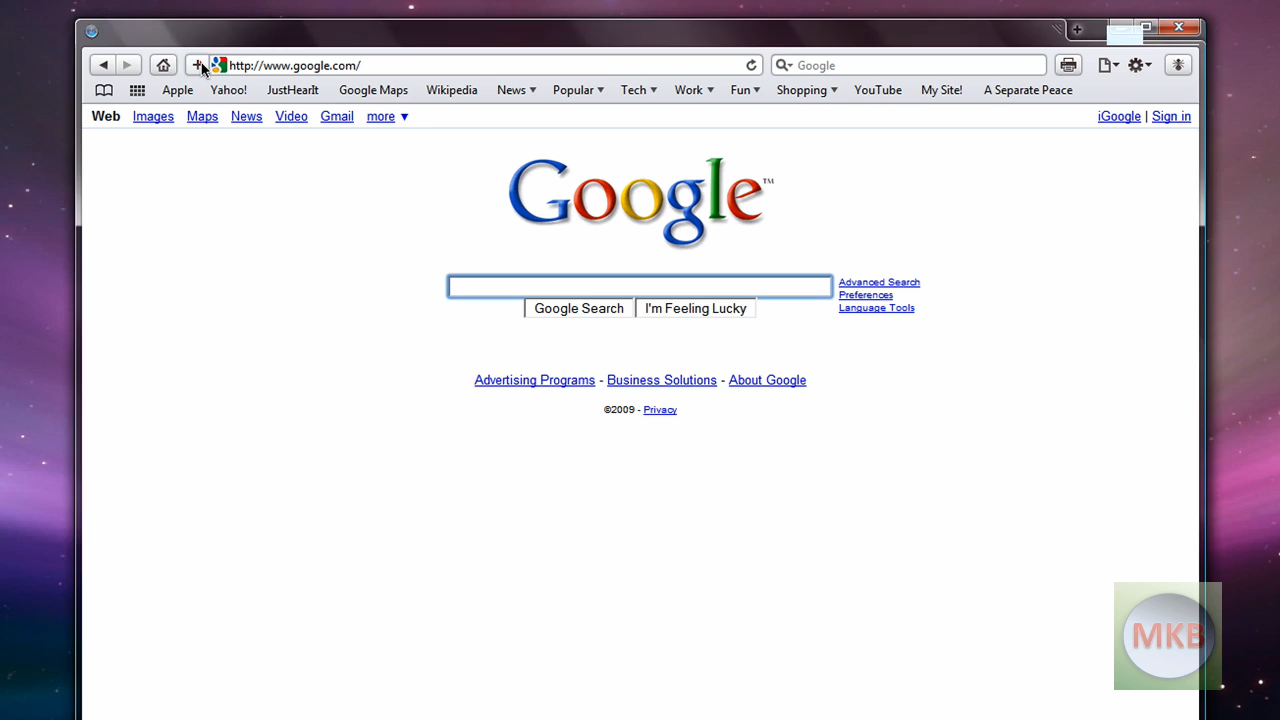 http://www.google.com/ Google
Apple Yahoo! JustHearIt Google Maps Wikipedia News Popular Tech Work Fun Shopping YouTube My Site! A Separate Peace
Web Images Maps News Video Gmail more ▼ iGoogle | Sign in
Google™
Advanced Search
Preferences
Language Tools
Google Search I'm Feeling Lucky
Advertising Programs - Business Solutions - About Google
©2009 - Privacy
MKB